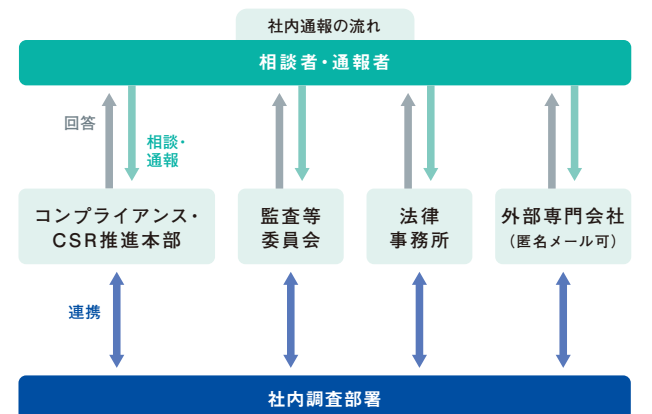 社内通報の流れ
相談者・通報者
回答
相談・
通報
コンプライアンス・
CSR推進本部
監査等
委員会
法律
事務所
外部専門会社
（匿名メール可）
連携
社内調査部署